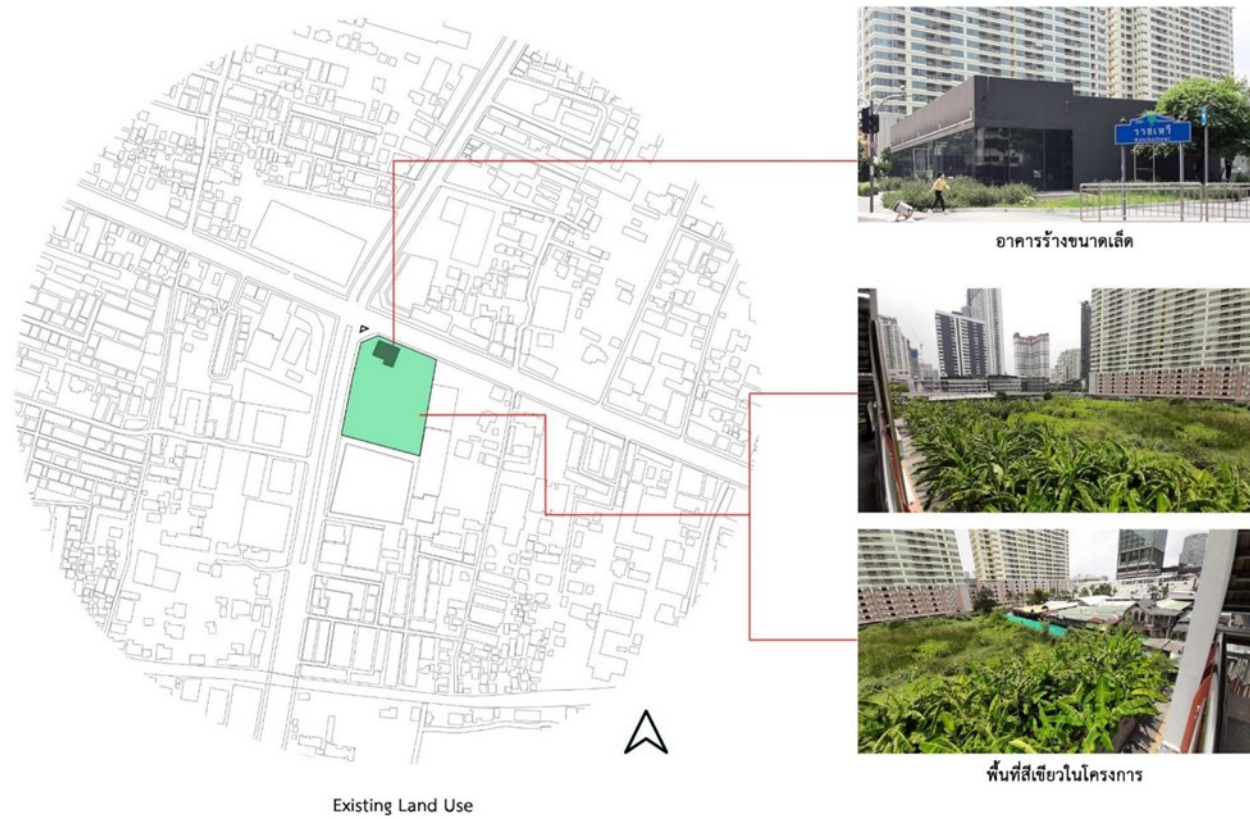 ราชเทวี
Ratchathewi
อาคารร้างขนาดเล็ด
พื้นที่สีเขียวในโครงการ
Existing Land Use